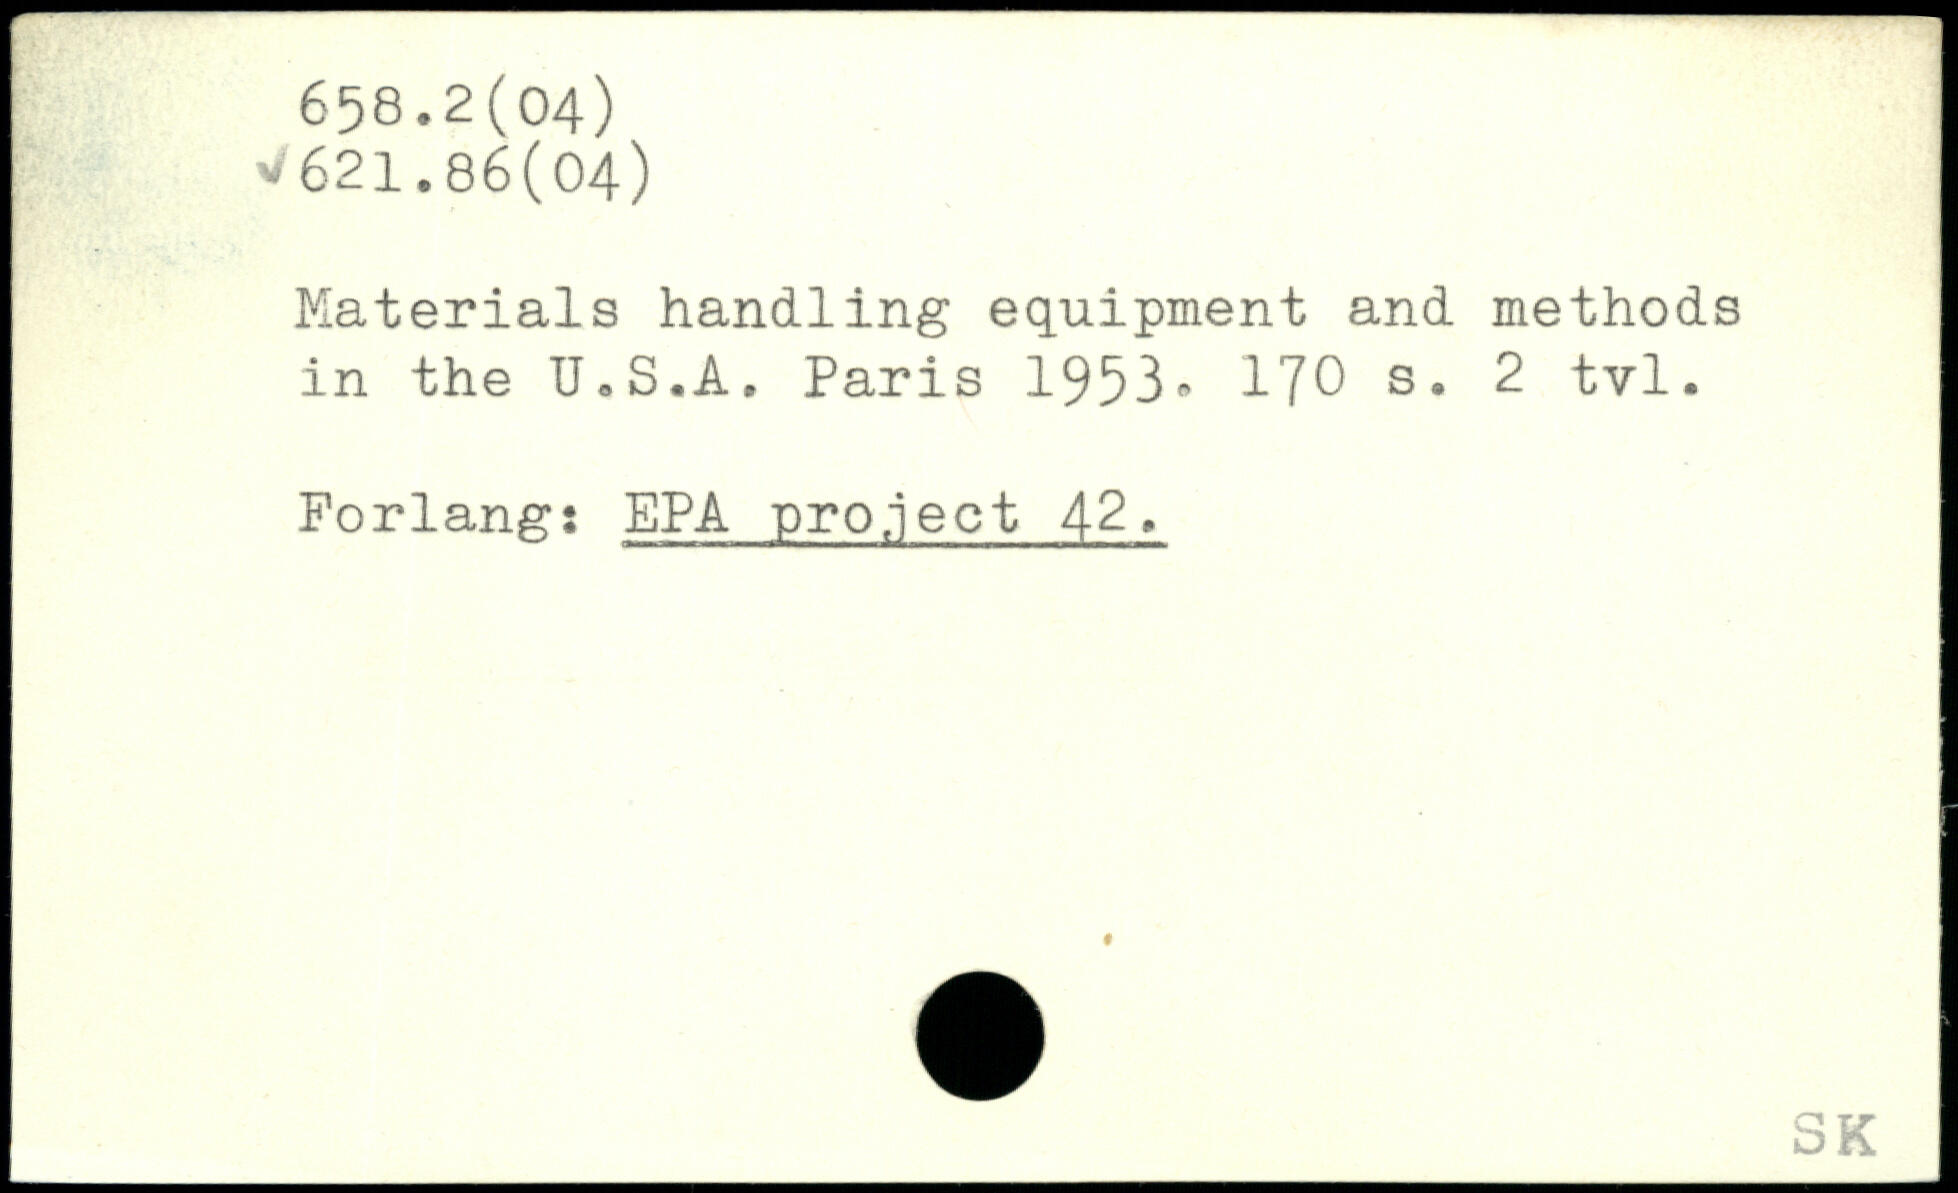 658.2(04)
✓621.86(04)
Materials handling equipment and methods
in the U.S.A. Paris 1953. 170 s. 2 tvl.
Forlang: EPA project 42.
SK